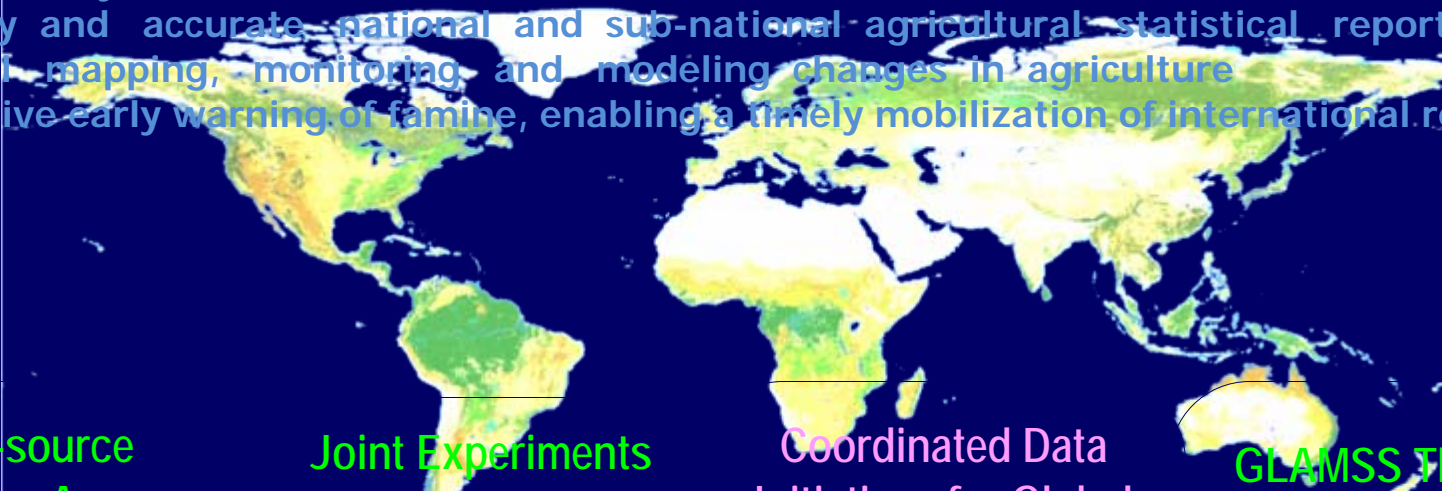 y and accurate national and sub-national agricultural statistical report
mapping, monitoring and modeling changes in agriculture
ive early warning of famine, enabling a timely mobilization of international
-source
Joint Experiments
Coordinated Data
GLAMSS